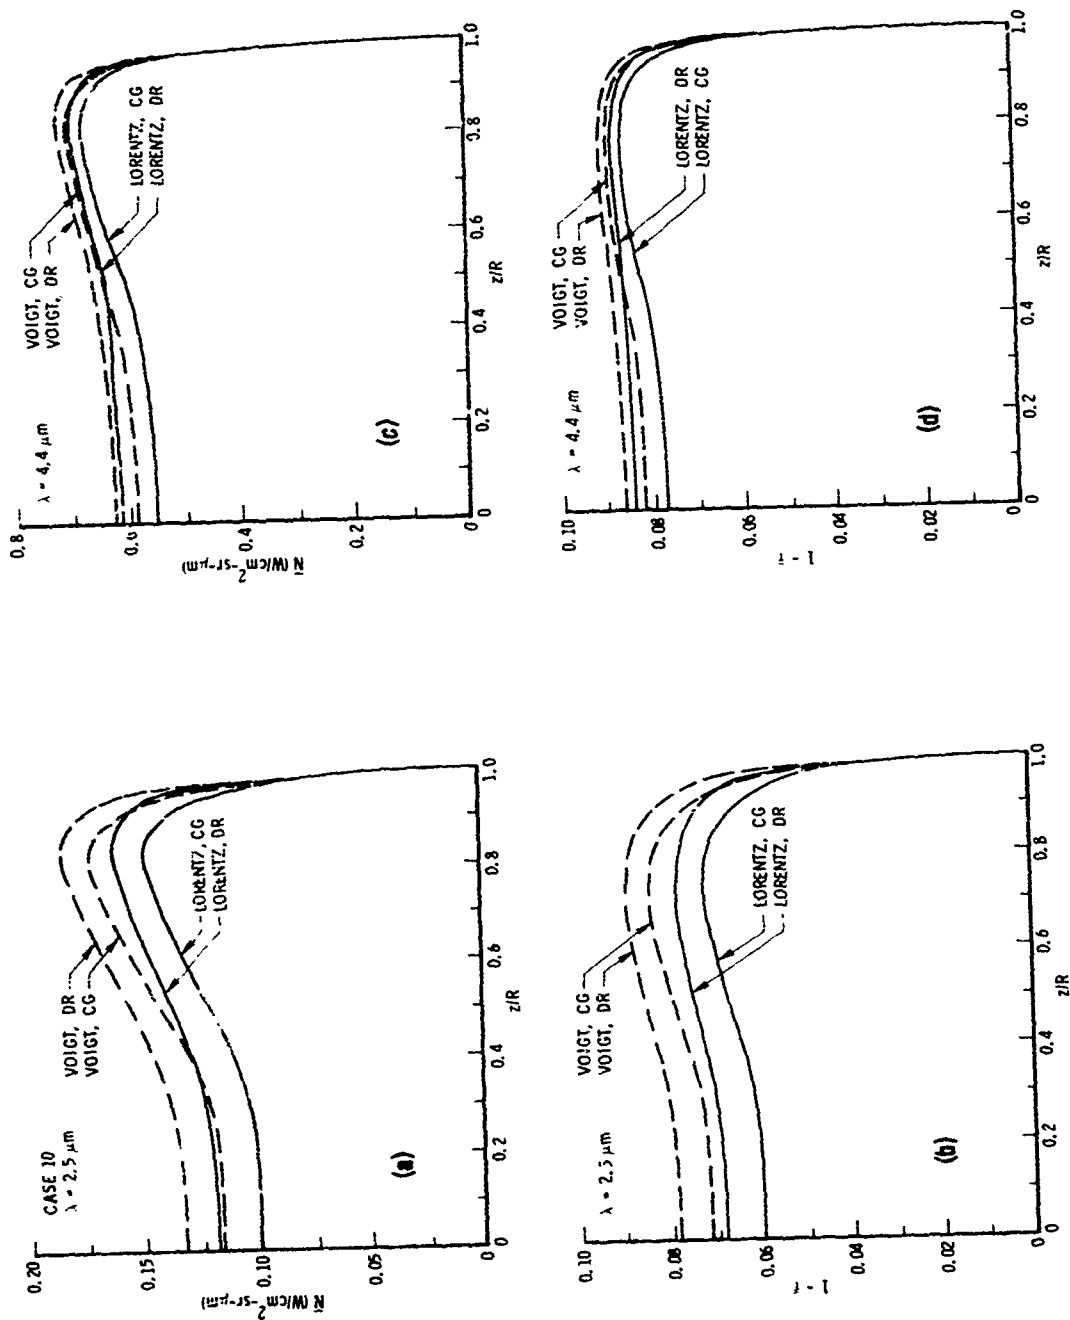 CASE 10
λ = 2.5 μm
VOIGT, DR
VOIGT, CG
LORENTZ, CG
LORENTZ, DR
(a)
N̄ (W/cm²-sr-μm)
0.20
0.15
0.10
0.05
0
0.2
0.4
0.6
0.8
1.0
z/R
λ = 2.5 μm
VOIGT, CG
VOIGT, DR
LORENTZ, CG
LORENTZ, DR
(b)
0.10
0.08
0.06
0.04
0.02
0
0.2
0.4
0.6
0.8
1.0
z/R
λ = 4.4 μm
VOIGT, CG
VOIGT, DR
LORENTZ, CG
LORENTZ, DR
(c)
N̄ (W/cm²-sr-μm)
0.8
0.6
0.4
0.2
0
0.2
0.4
0.6
0.8
1.0
z/R
λ = 4.4 μm
VOIGT, CG
VOIGT, DR
LORENTZ, DR
LORENTZ, CG
(d)
0.10
0.08
0.06
0.04
0.02
0
0.2
0.4
0.6
0.8
1.0
z/R